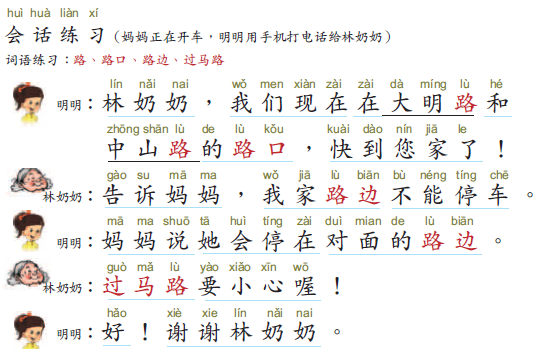 huì huà liàn xí
会话练习(妈妈正在开车，明明用手机打电话给林奶奶)
词语练习：路、路口、路边、过马路
lín nǎi nai wǒ men xiàn zài zài dà míng lù hé
明明：林奶奶，我们现在在大明路和
zhōng shān lù de lù kǒu kuài dào nín jiā le
中山路的路口，快到您家了！
gào su mā ma wǒ jiā lù biān bù néng tíng chē
林奶奶：告诉妈妈，我家路边不能停车。
mā ma shuō tā huì tíng zài duì mian de lù biān
明明：妈妈说她会停在对面的路边。
guò mǎ lù yào xiǎo xīn wō
林奶奶：过马路要小心喔！
hǎo xiè xie lín nǎi nai
明明：好！谢谢林奶奶。